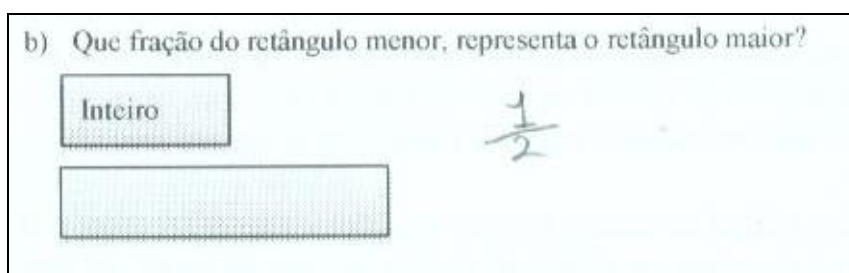 b) Que fração do retângulo menor, representa o retângulo maior?
Inteiro
1/2